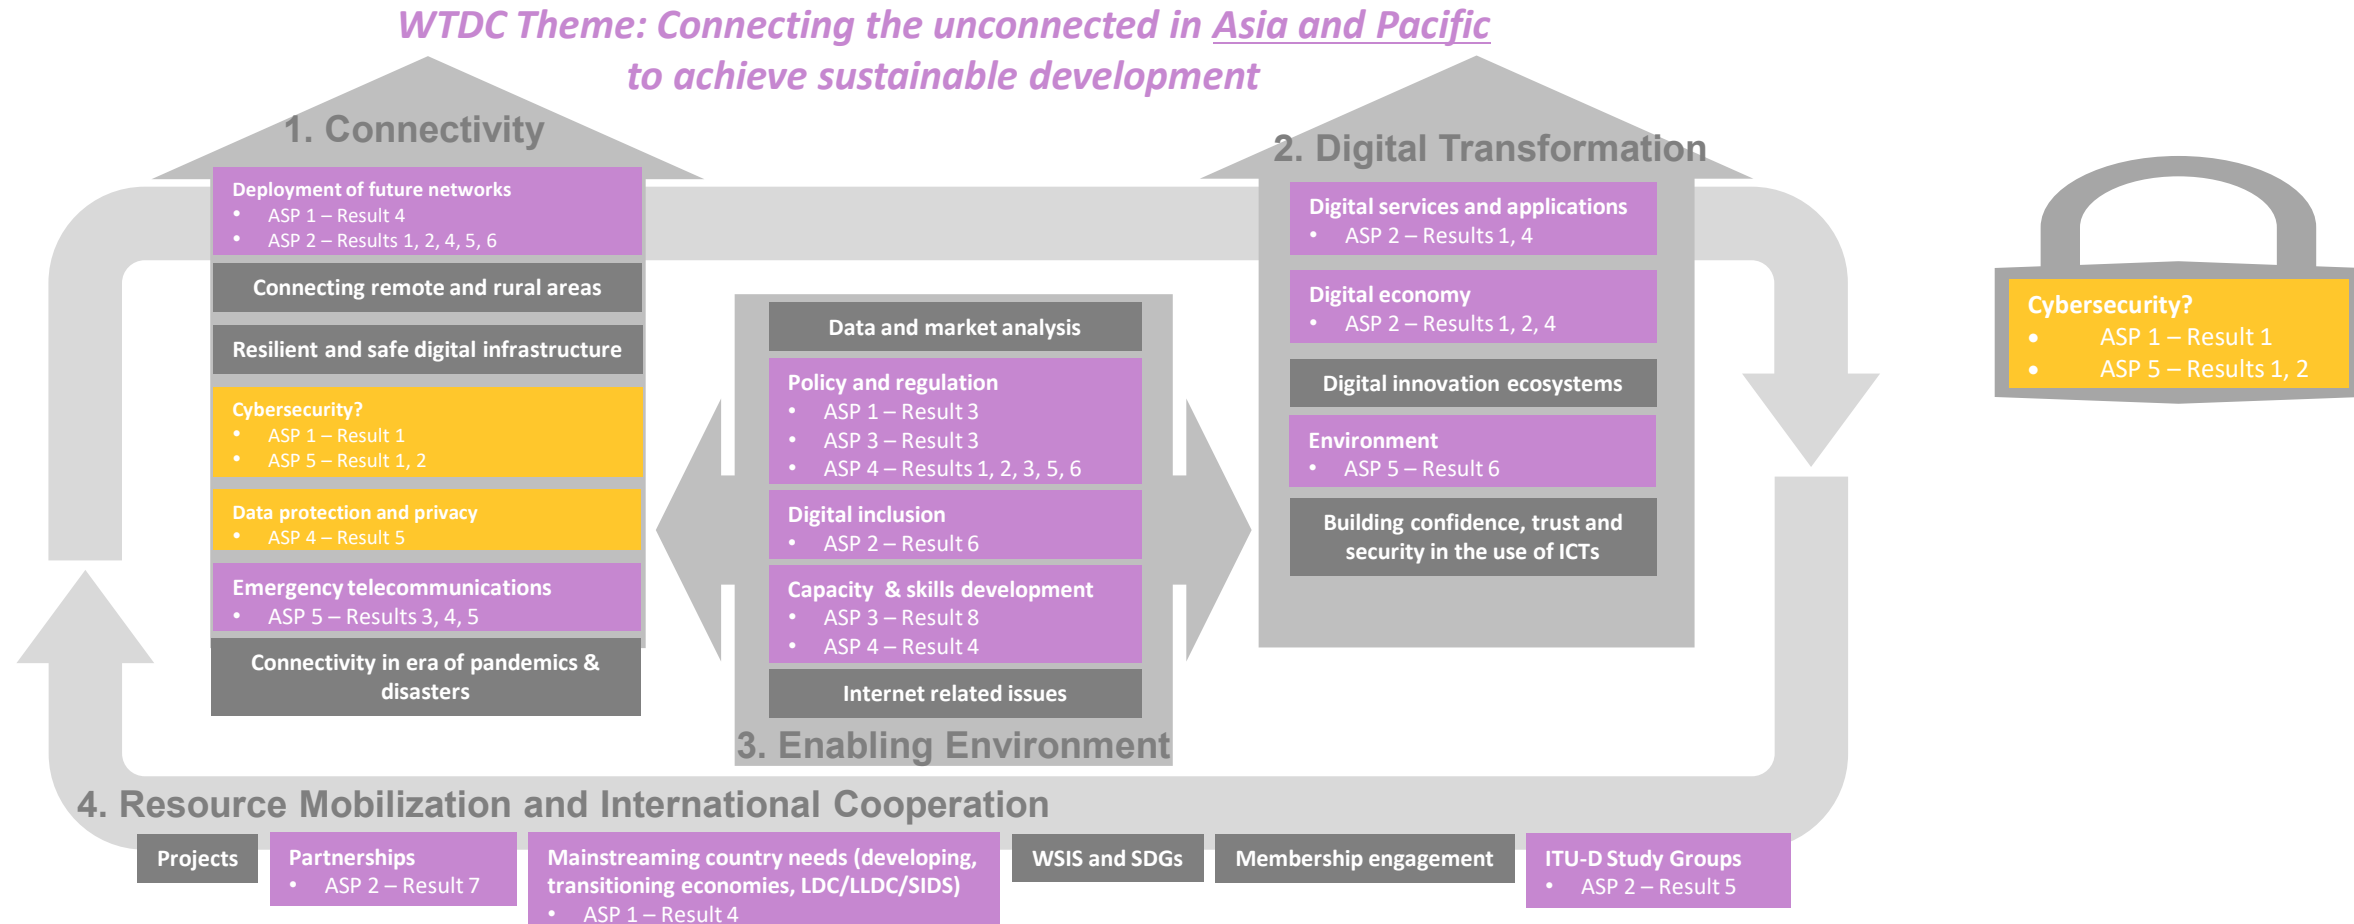 WTDC Theme: Connecting the unconnected in Asia and Pacific
to achieve sustainable development
1. Connectivity
Deployment of future networks
• ASP 1 – Result 4
• ASP 2 – Results 1, 2, 4, 5, 6
Connecting remote and rural areas
Resilient and safe digital infrastructure
Cybersecurity?
• ASP 1 – Result 1
• ASP 5 – Result 1, 2
Data protection and privacy
• ASP 4 – Result 5
Emergency telecommunications
• ASP 5 – Results 3, 4, 5
Connectivity in era of pandemics &
disasters
Data and market analysis
Policy and regulation
• ASP 1 – Result 3
• ASP 3 – Result 3
• ASP 4 – Results 1, 2, 3, 5, 6
Digital inclusion
• ASP 2 – Result 6
Capacity & skills development
• ASP 3 – Result 8
• ASP 4 – Result 4
Internet related issues
3. Enabling Environment
2. Digital Transformation
Digital services and applications
• ASP 2 – Results 1, 4
Digital economy
• ASP 2 – Results 1, 2, 4
Digital innovation ecosystems
Environment
• ASP 5 – Result 6
Building confidence, trust and
security in the use of ICTs
Cybersecurity?
• ASP 1 – Result 1
• ASP 5 – Results 1, 2
4. Resource Mobilization and International Cooperation
Projects
Partnerships
• ASP 2 – Result 7
Mainstreaming country needs (developing,
transitioning economies, LDC/LLDC/SIDS)
• ASP 1 – Result 4
WSIS and SDGs
Membership engagement
ITU-D Study Groups
• ASP 2 – Result 5